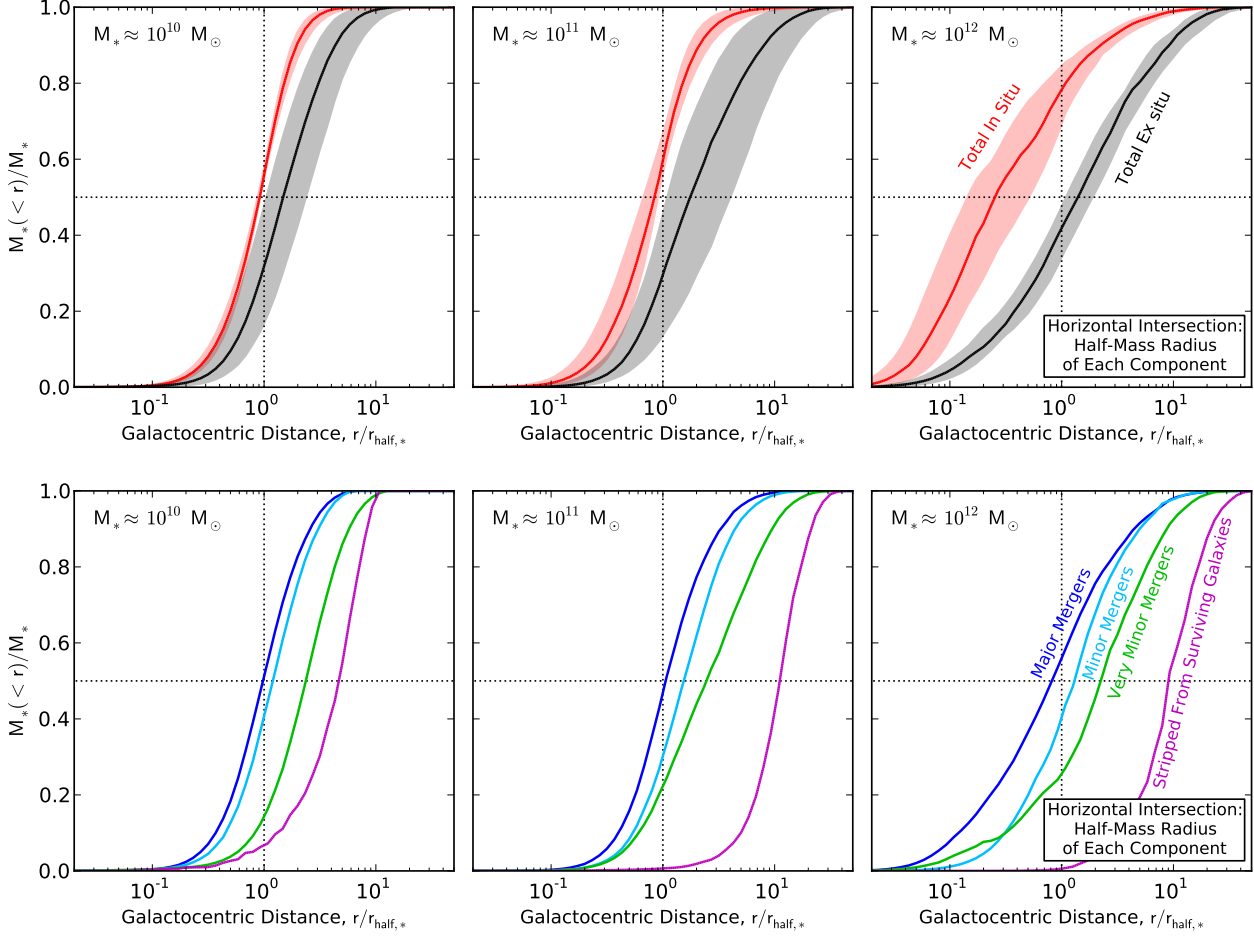 M∗ ≈ 10^10 M⊙
M∗ ≈ 10^11 M⊙
M∗ ≈ 10^12 M⊙
Total In Situ
Total Ex situ
Horizontal Intersection:
Half-Mass Radius
of Each Component
1.0
0.8
0.6
0.4
0.2
0.0
M∗(< r)/M∗
10^-1 10^0 10^1
10^-1 10^0 10^1
10^-1 10^0 10^1
Galactocentric Distance, r/r_half,∗
Galactocentric Distance, r/r_half,∗
Galactocentric Distance, r/r_half,∗
M∗ ≈ 10^10 M⊙
M∗ ≈ 10^11 M⊙
M∗ ≈ 10^12 M⊙
Major Mergers
Minor Mergers
Very Minor Mergers
Stripped From Surviving Galaxies
Horizontal Intersection:
Half-Mass Radius
of Each Component
1.0
0.8
0.6
0.4
0.2
0.0
M∗(< r)/M∗
10^-1 10^0 10^1
10^-1 10^0 10^1
10^-1 10^0 10^1
Galactocentric Distance, r/r_half,∗
Galactocentric Distance, r/r_half,∗
Galactocentric Distance, r/r_half,∗